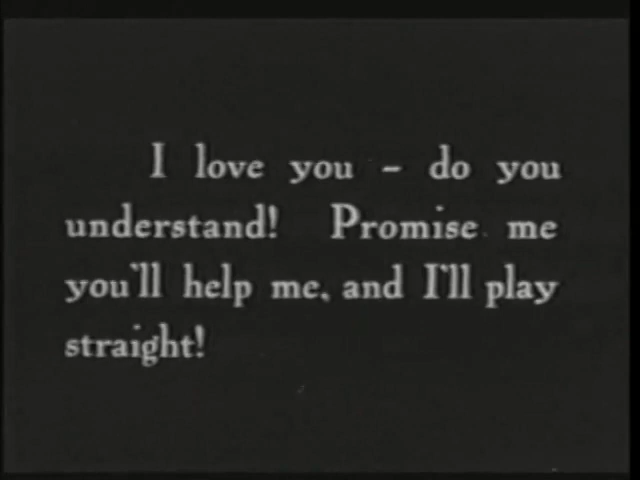 I love you - do you
understand! Promise me
you'll help me, and I'll play
straight!